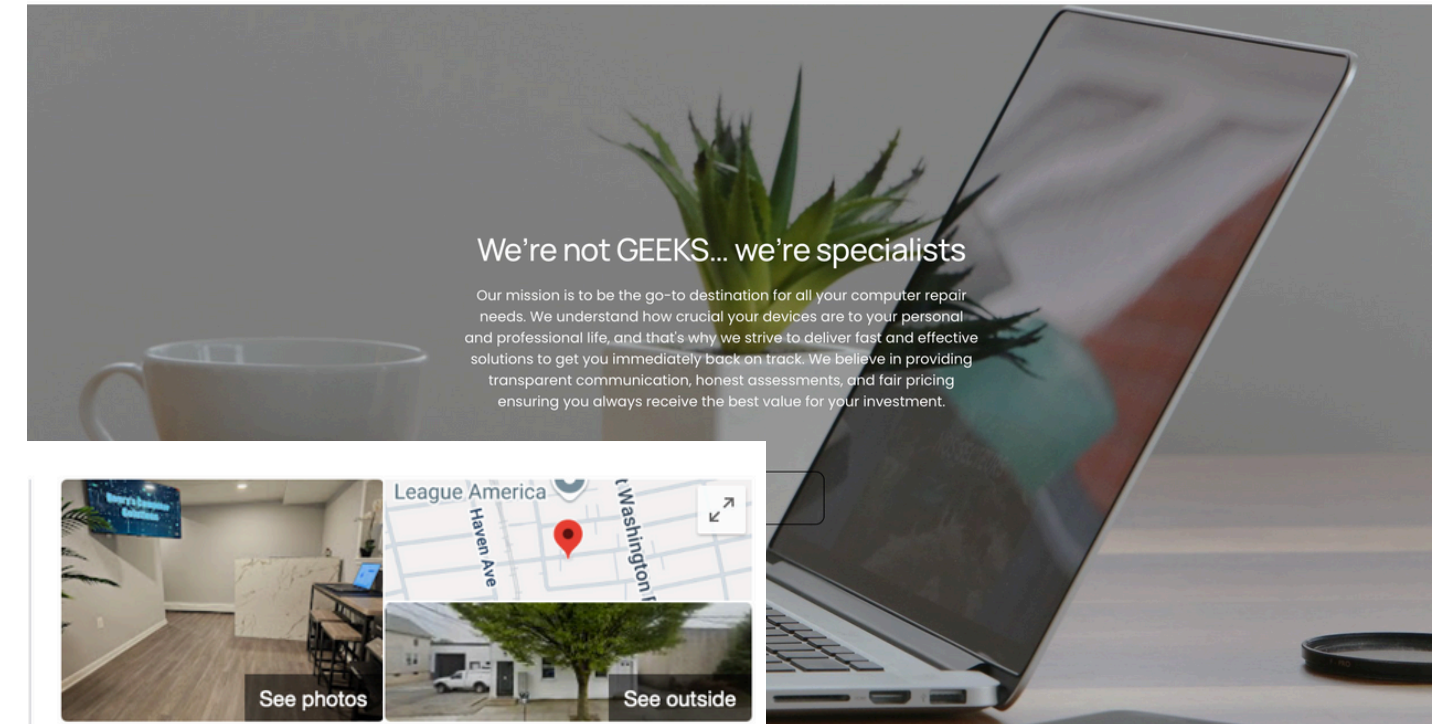 We're not GEEKS... we're specialists
Our mission is to be the go-to destination for all your computer repair
needs. We understand how crucial your devices are to your personal
and professional life, and that's why we strive to deliver fast and effective
solutions to get you immediately back on track. We believe in providing
transparent communication, honest assessments, and fair pricing
ensuring you always receive the best value for your investment.
Computer
Solutions
See photos
League America
Haven Ave
Washington
See outside